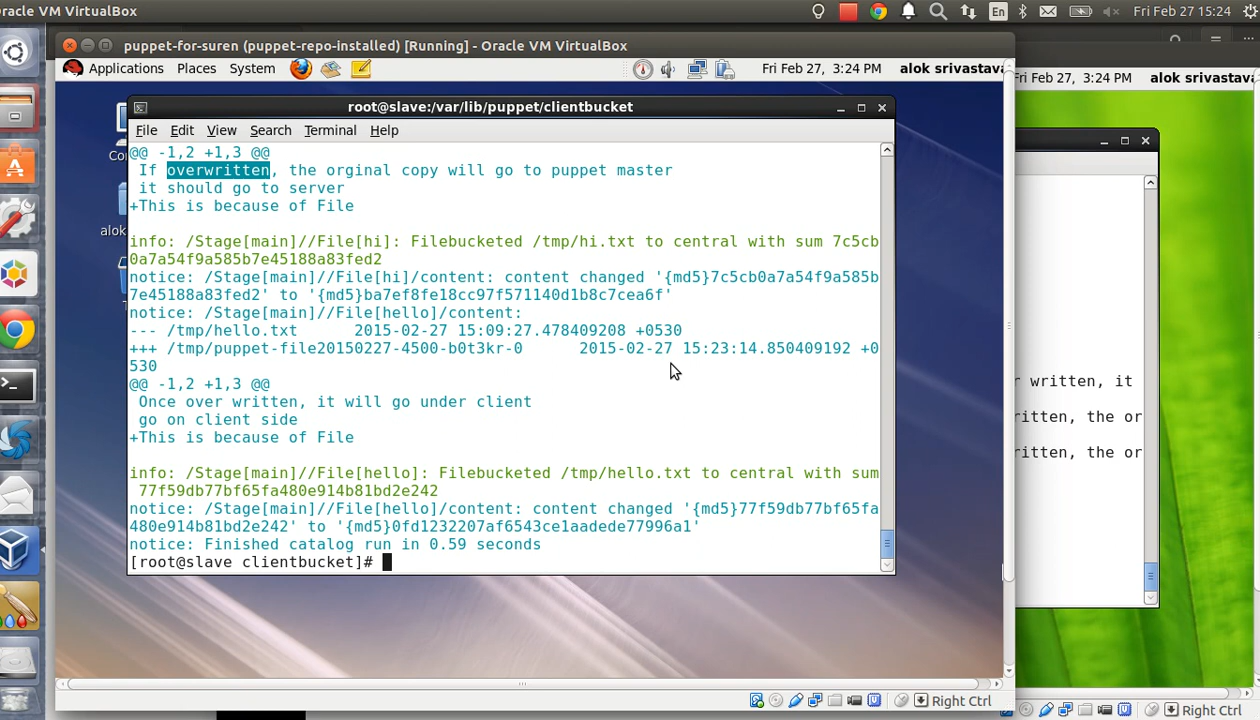 Oracle VM VirtualBox
En
Fri Feb 27 15:24
puppet-for-suren (puppet-repo-installed) [Running] - Oracle VM VirtualBox
Applications Places System
Fri Feb 27, 3:24 PM alok srivastava
Fri Feb 27, 3:24 PM alok srivastava
root@slave:/var/lib/puppet/clientbucket
File Edit View Search Terminal Help
@@ -1,2 +1,3 @@
If overwritten, the orginal copy will go to puppet master
it should go to server
+This is because of File
info: /Stage[main]//File[hi]: Filebucketed /tmp/hi.txt to central with sum 7c5cb
0a7a54f9a585b7e45188a83fed2
notice: /Stage[main]//File[hi]/content: content changed '{md5}7c5cb0a7a54f9a585b
7e45188a83fed2' to '{md5}ba7ef8fe18cc97f571140d1b8c7cea6f'
notice: /Stage[main]//File[hello]/content:
--- /tmp/hello.txt 2015-02-27 15:09:27.478409208 +0530
+++ /tmp/puppet-file20150227-4500-b0t3kr-0 2015-02-27 15:23:14.850409192 +0
530
@@ -1,2 +1,3 @@
Once over written, it will go under client
go on client side
+This is because of File
info: /Stage[main]//File[hello]: Filebucketed /tmp/hello.txt to central with sum
77f59db77bf65fa480e914b81bd2e242
notice: /Stage[main]//File[hello]/content: content changed '{md5}77f59db77bf65fa
480e914b81bd2e242' to '{md5}0fd1232207af6543ce1aadede77996a1'
notice: Finished catalog run in 0.59 seconds
[root@slave clientbucket]#
r written, it
ritten, the or
ritten, the or
Co
alok
Right Ctrl
Right Ctrl